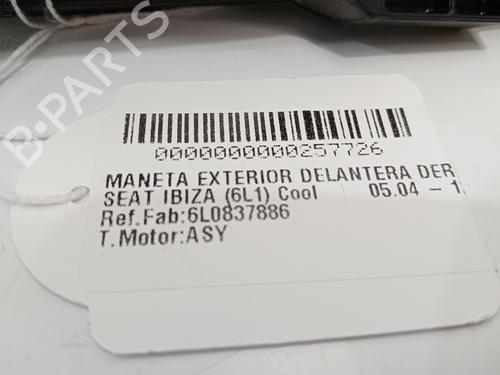 B-PARTS
0000000000257726
MANETA EXTERIOR DELANTERA DER
SEAT IBIZA (6L1) Cool 05.04 - 1
Ref.Fab:6L0837886
T.Motor:ASY